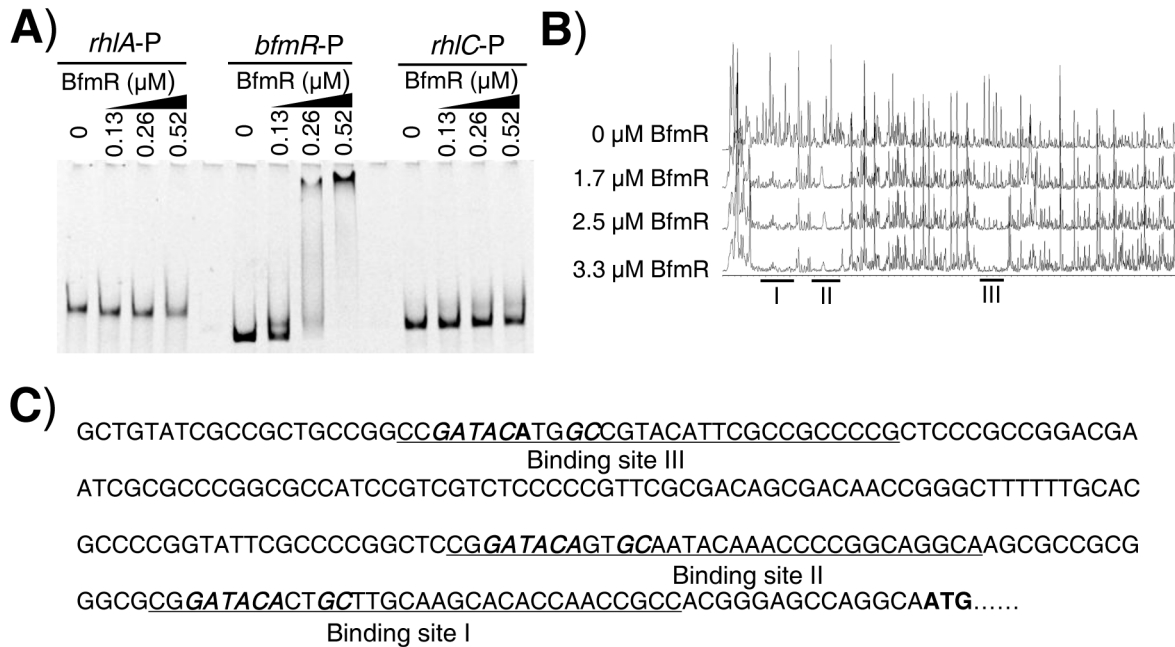 A)
rhlA-P bfmR-P rhlC-P
BfmR (µM) BfmR (µM) BfmR (µM)
0 0.13 0.26 0.52 0 0.13 0.26 0.52 0 0.13 0.26 0.52
B)
0 µM BfmR
1.7 µM BfmR
2.5 µM BfmR
3.3 µM BfmR
I II III
C)
GCTGTATCGCCGCTGCCGGCCGATACATGGCCGTACATTCGCCGCCCCGCTCCCGCCGGACGA
Binding site III
ATCGCGCCCGGCGCCATCCGTCGTCTCCCCCGTTCGCGACAGCGACAACCGGGCTTTTTTGCAC
GCCCCGGTATTCGCCCCGGCTCCGGATACAGTGCAATACAAACCCCGGCAGGCAAGCGCCGCG
Binding site II
GGCGCGGATACACTGCTTGCAAGCACACCAACCGCCACGGGAGCCAGGCAATG......
Binding site I